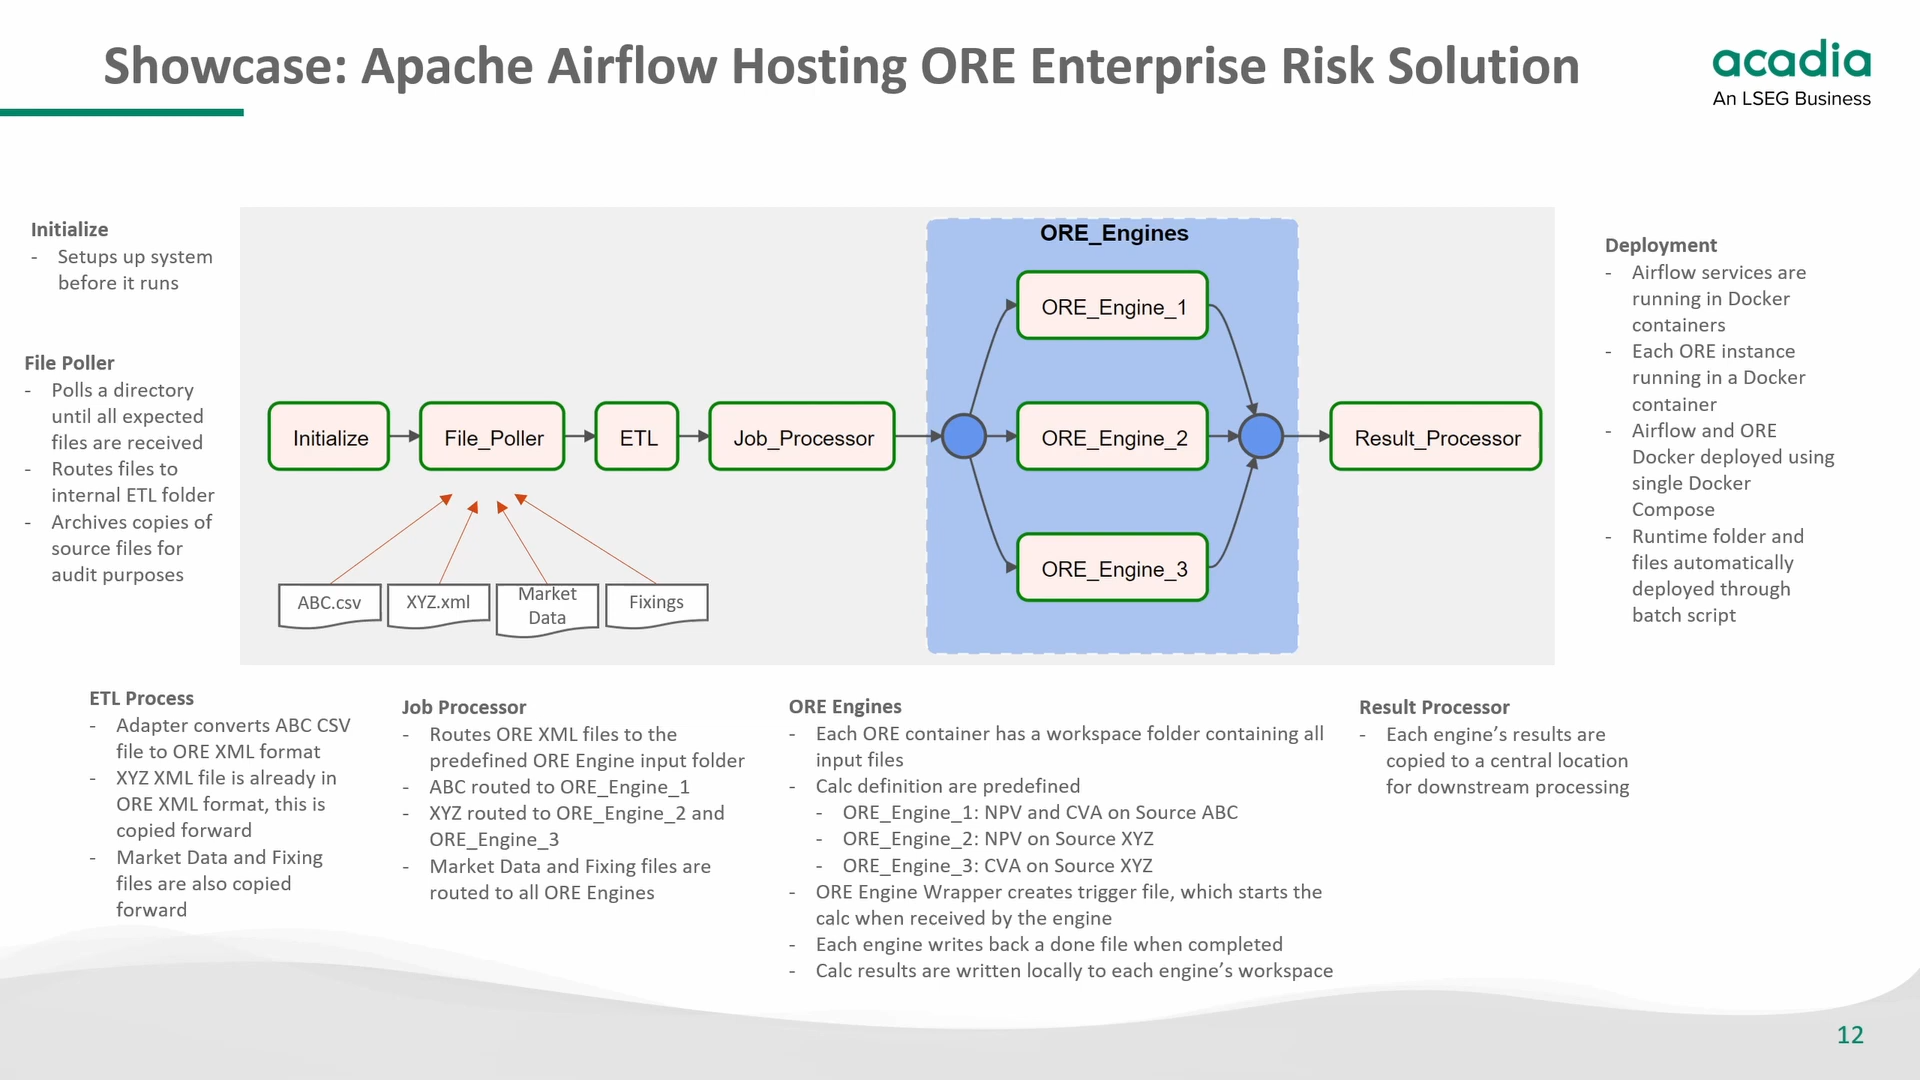 Showcase: Apache Airflow Hosting ORE Enterprise Risk Solution
acadia
An LSEG Business
Initialize
- Setups up system
before it runs
File Poller
- Polls a directory
until all expected
files are received
- Routes files to
internal ETL folder
- Archives copies of
source files for
audit purposes
ORE_Engines
ORE_Engine_1
Initialize
File_Poller
ETL
Job_Processor
ORE_Engine_2
Result_Processor
ORE_Engine_3
ABC.csv
XYZ.xml
Market
Data
Fixings
Deployment
- Airflow services are
running in Docker
containers
- Each ORE instance
running in a Docker
container
- Airflow and ORE
Docker deployed using
single Docker
Compose
- Runtime folder and
files automatically
deployed through
batch script
ETL Process
- Adapter converts ABC CSV
file to ORE XML format
- XYZ XML file is already in
ORE XML format, this is
copied forward
- Market Data and Fixing
files are also copied
forward
Job Processor
- Routes ORE XML files to the
predefined ORE Engine input folder
- ABC routed to ORE_Engine_1
- XYZ routed to ORE_Engine_2 and
ORE_Engine_3
- Market Data and Fixing files are
routed to all ORE Engines
ORE Engines
- Each ORE container has a workspace folder containing all
input files
- Calc definition are predefined
- ORE_Engine_1: NPV and CVA on Source ABC
- ORE_Engine_2: NPV on Source XYZ
- ORE_Engine_3: CVA on Source XYZ
- ORE Engine Wrapper creates trigger file, which starts the
calc when received by the engine
- Each engine writes back a done file when completed
- Calc results are written locally to each engine’s workspace
Result Processor
- Each engine’s results are
copied to a central location
for downstream processing
12